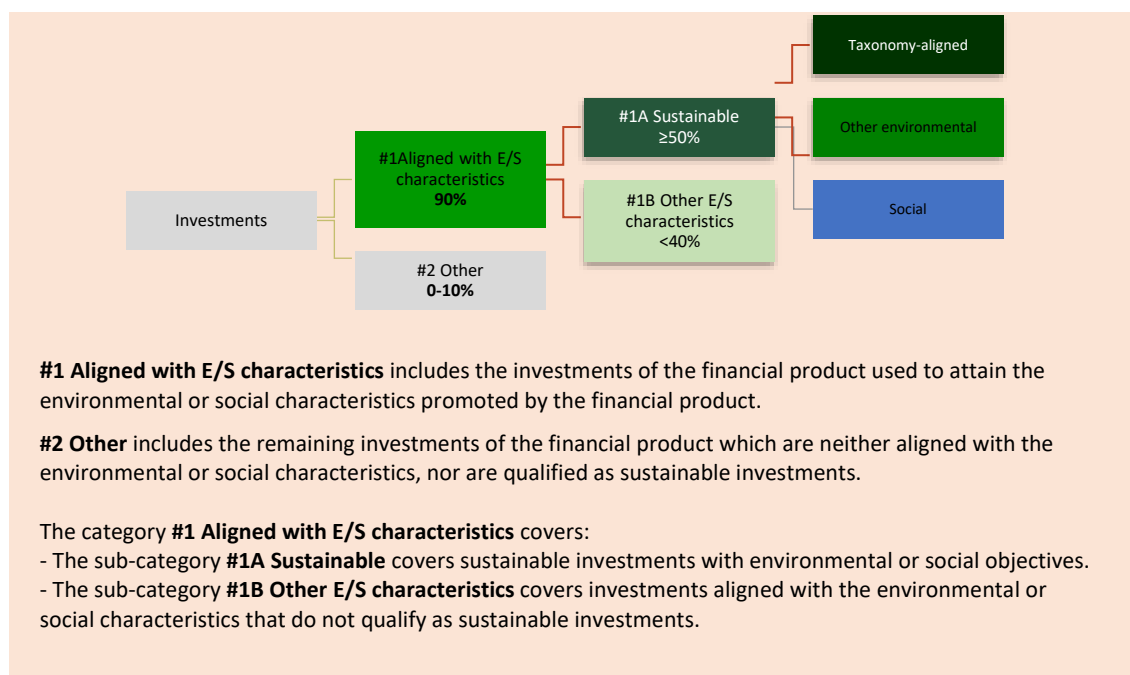 Taxonomy-aligned
#1A Sustainable
≥50%
Other environmental
#1Aligned with E/S
characteristics
90%
#1B Other E/S
characteristics
<40%
Social
Investments
#2 Other
0-10%
#1 Aligned with E/S characteristics includes the investments of the financial product used to attain the
environmental or social characteristics promoted by the financial product.
#2 Other includes the remaining investments of the financial product which are neither aligned with the
environmental or social characteristics, nor are qualified as sustainable investments.
The category #1 Aligned with E/S characteristics covers:
- The sub-category #1A Sustainable covers sustainable investments with environmental or social objectives.
- The sub-category #1B Other E/S characteristics covers investments aligned with the environmental or
social characteristics that do not qualify as sustainable investments.